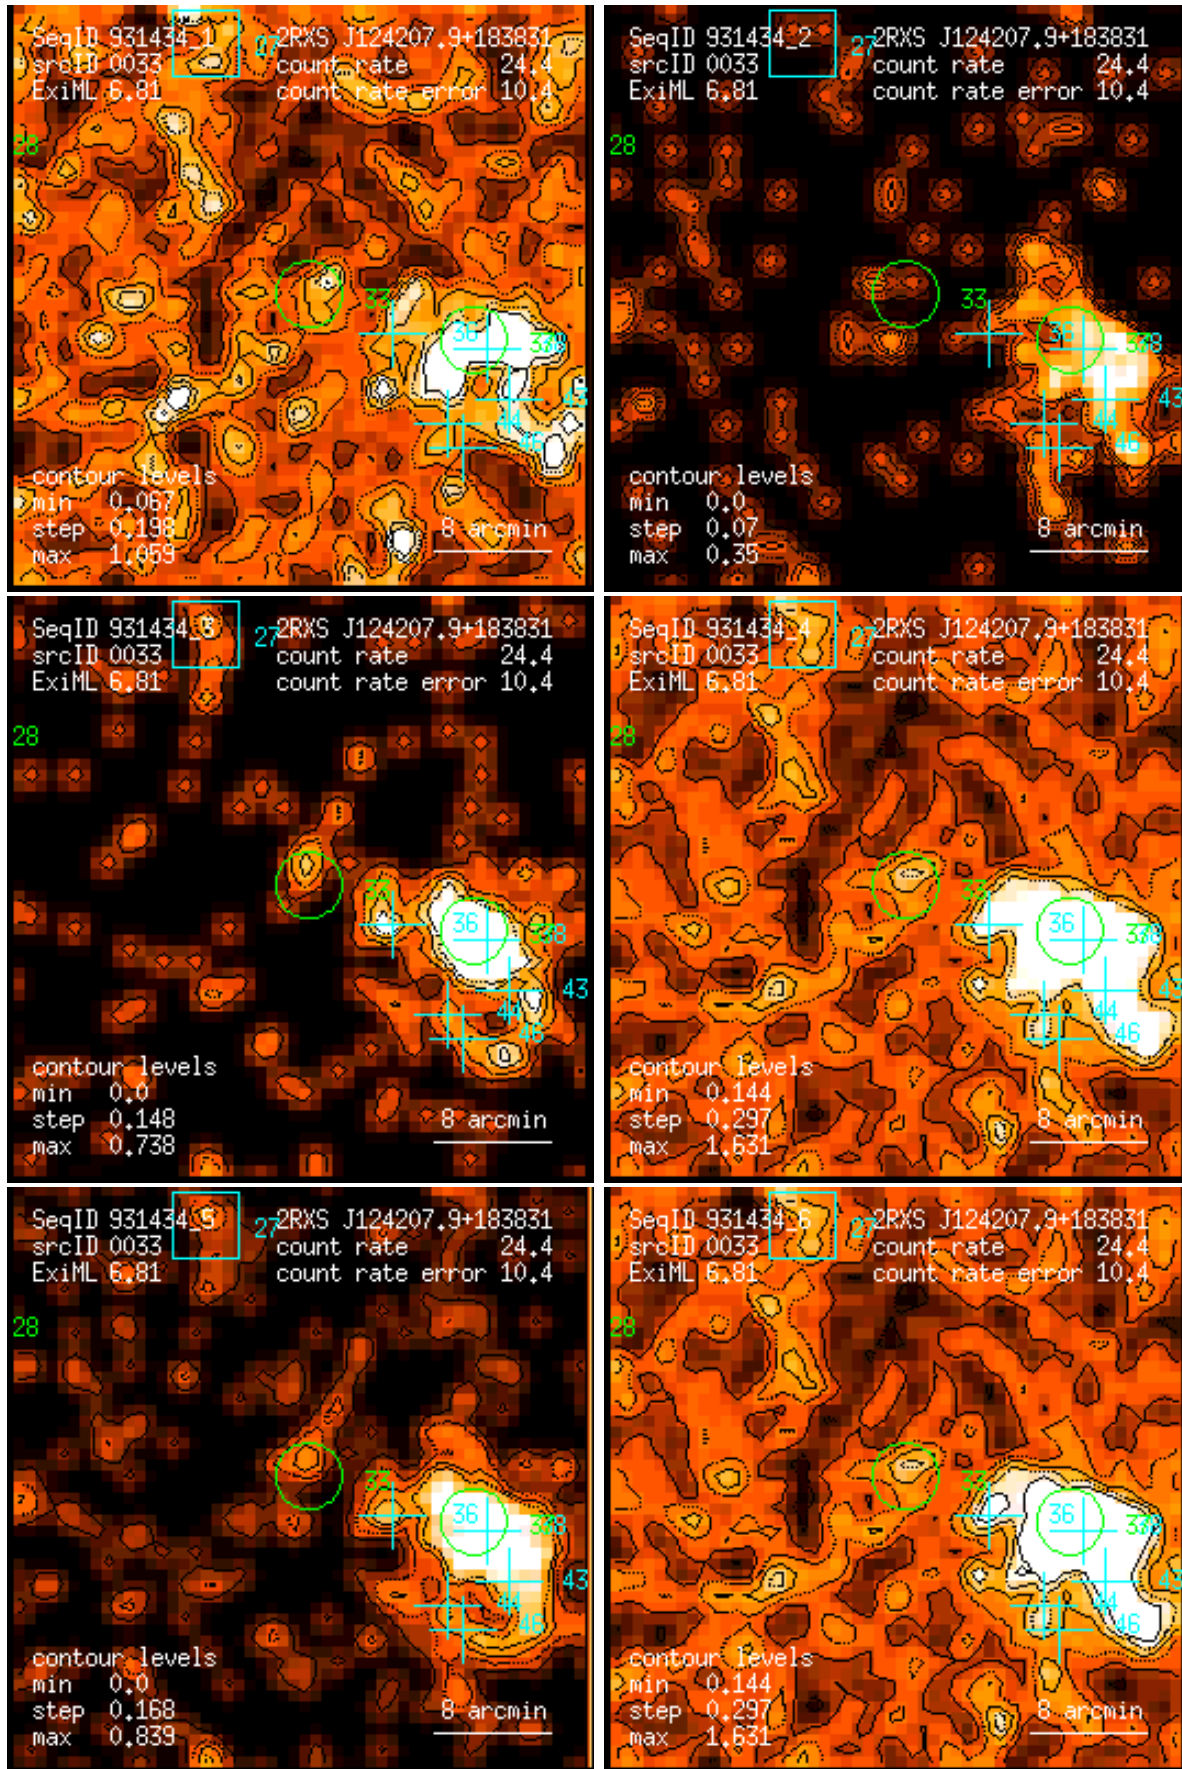 SeqID 931434_1 27 2RXS J124207.9+183831
srcID 0033 count rate 24.4
ExiML 6.81 count rate error 10.4
28
33
36
43
44
46
contour levels
min 0.067
step 0.198 8 arcmin
max 1.059
SeqID 931434_2 27 2RXS J124207.9+183831
srcID 0033 count rate 24.4
ExiML 6.81 count rate error 10.4
28
33
36
43
44
46
contour levels
min 0.0
step 0.07 8 arcmin
max 0.35
SeqID 931434_3 27 2RXS J124207.9+183831
srcID 0033 count rate 24.4
ExiML 6.81 count rate error 10.4
28
33
36
43
44
46
contour levels
min 0.0
step 0.148 8 arcmin
max 0.738
SeqID 931434_4 27 2RXS J124207.9+183831
srcID 0033 count rate 24.4
ExiML 6.81 count rate error 10.4
28
33
36
43
44
46
contour levels
min 0.144
step 0.297 8 arcmin
max 1.631
SeqID 931434_5 27 2RXS J124207.9+183831
srcID 0033 count rate 24.4
ExiML 6.81 count rate error 10.4
28
33
36
43
44
46
contour levels
min 0.0
step 0.168 8 arcmin
max 0.839
SeqID 931434_6 27 2RXS J124207.9+183831
srcID 0033 count rate 24.4
ExiML 6.81 count rate error 10.4
28
33
36
43
44
46
contour levels
min 0.144
step 0.297 8 arcmin
max 1.631